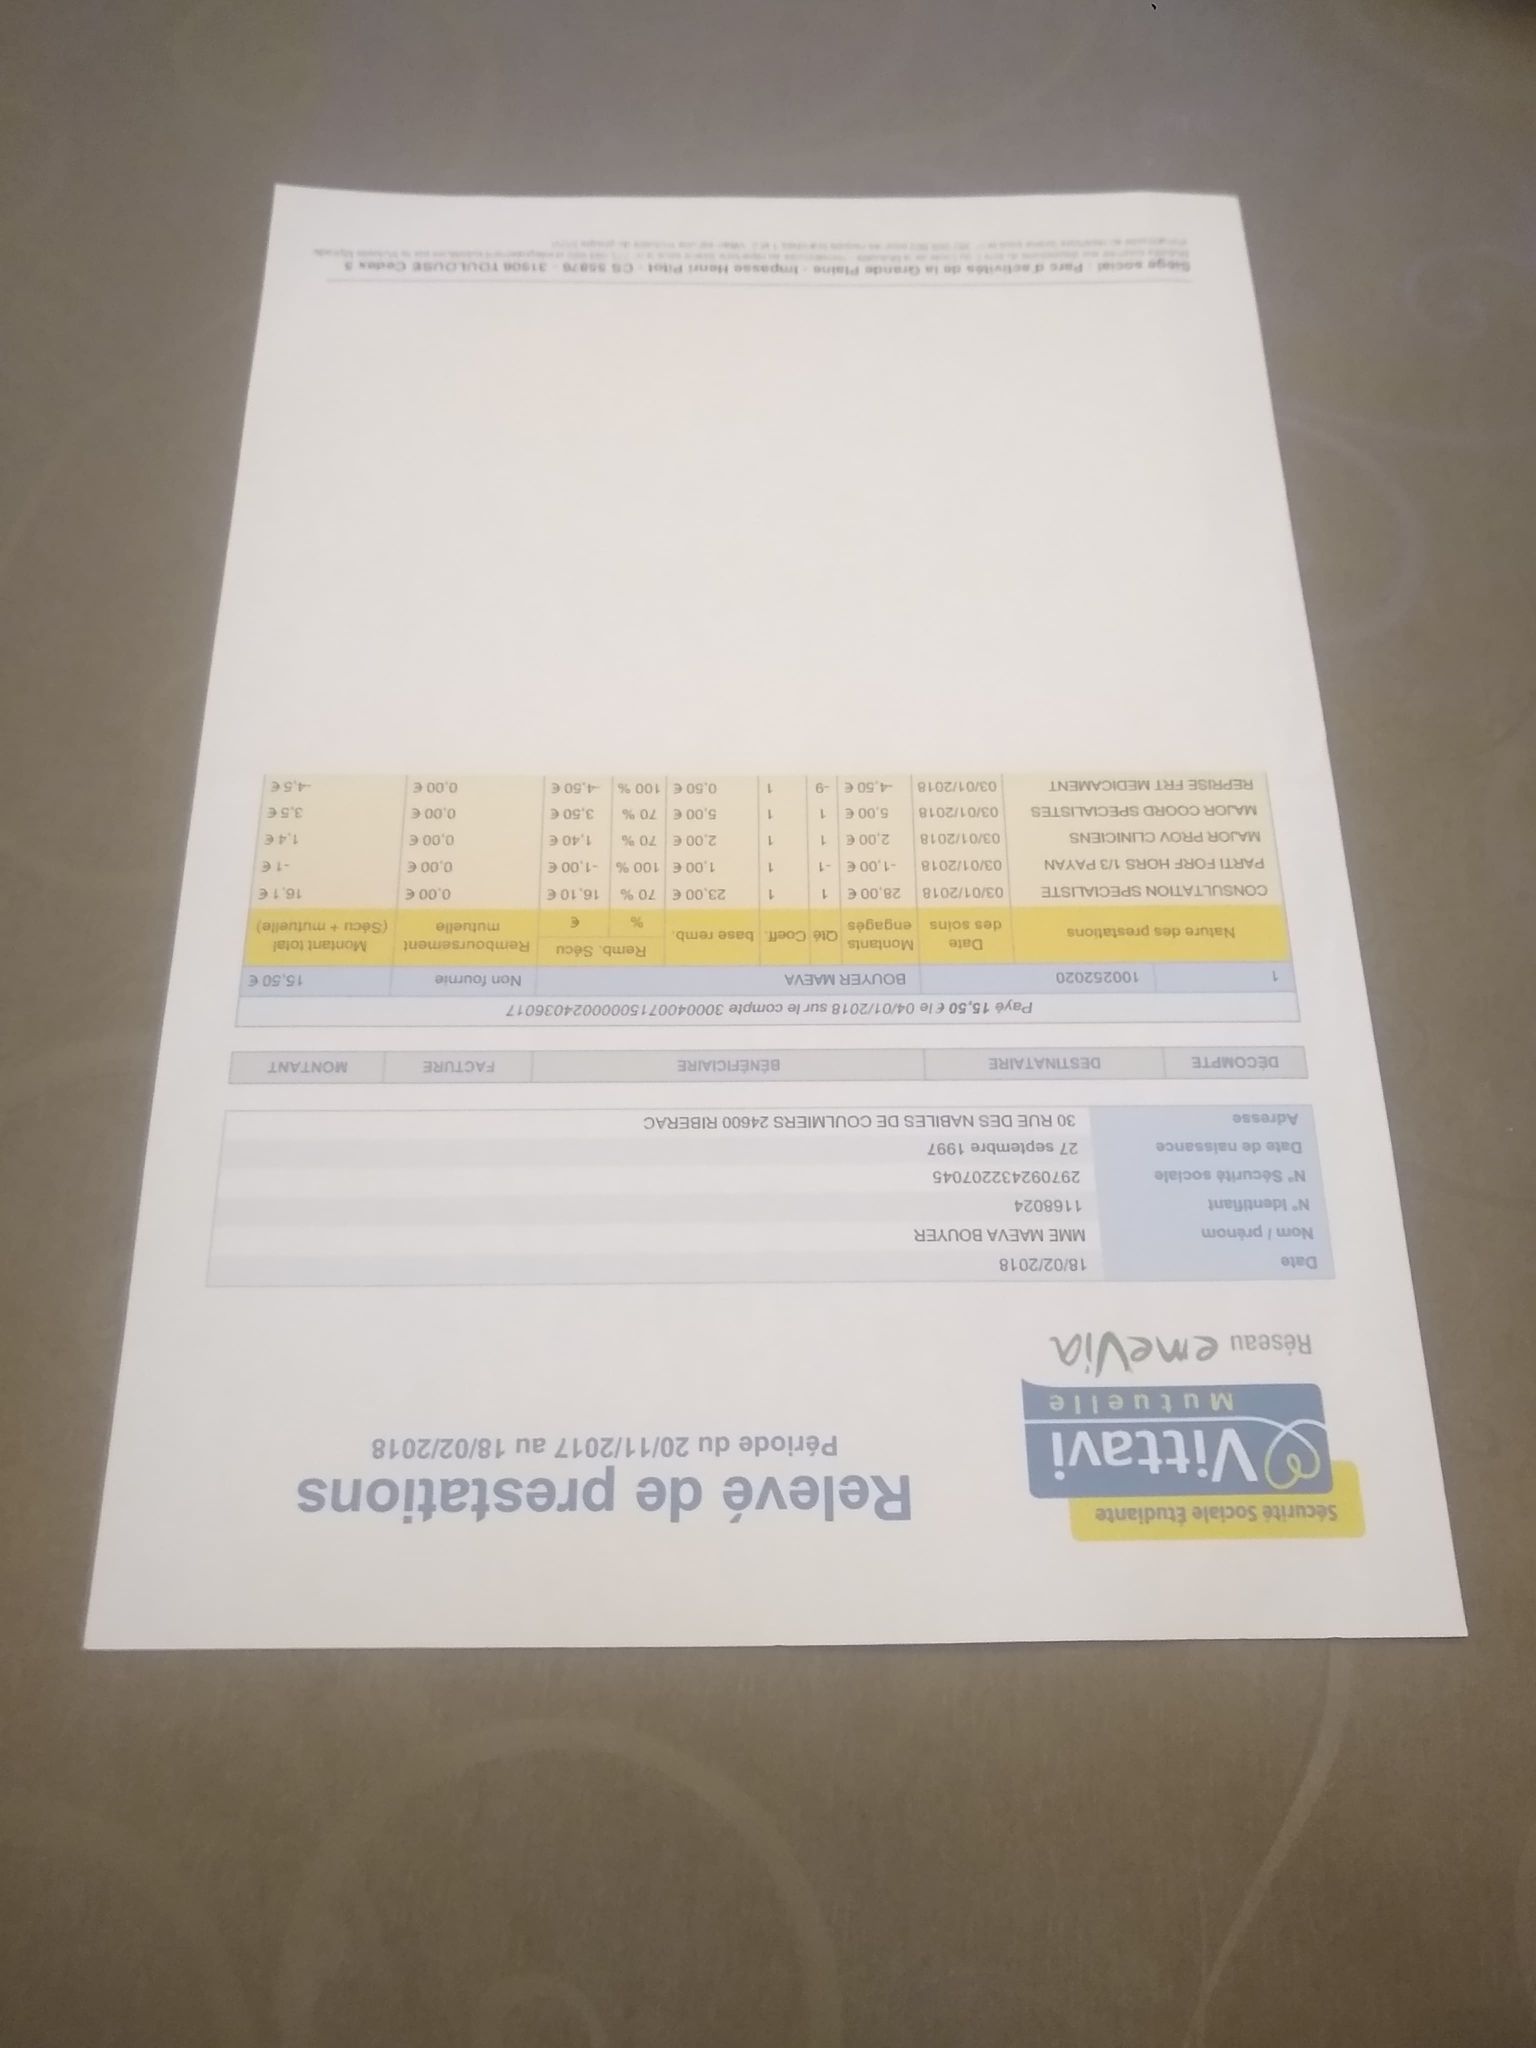 Sécurité Sociale Étudiante
Vittavi
Mutuelle
Réseau emeVia
Relevé de prestations
Période du 20/11/2017 au 18/02/2018
Date 18/02/2018
Nom / prénom MME MAEVA BOUYER
N° Identifiant 1168024
N° Sécurité sociale 297092432207045
Date de naissance 27 septembre 1997
Adresse 30 RUE DES NABILES DE COULMIERS 24600 RIBERAC
DÉCOMPTE DESTINATAIRE BÉNÉFICIAIRE FACTURE MONTANT
Payé 15,50 € le 04/01/2018 sur le compte 30004007150000024036017
1 100252020 BOUYER MAEVA Non fournie 15,50 €
Nature des prestations Date des soins Montants engagés Qté Coeff. base remb. Remb. Sécu % € Remboursement mutuelle Montant total (Sécu + mutuelle)
CONSULTATION SPECIALISTE 03/01/2018 28,00 € 1 1 23,00 € 70 % 16,10 € 0,00 € 16,1 €
PARTI FORF HORS 1/3 PAYAN 03/01/2018 -1,00 € -1 1 1,00 € 100 % -1,00 € 0,00 € -1 €
MAJOR PROV CLINICIENS 03/01/2018 2,00 € 1 1 2,00 € 70 % 1,40 € 0,00 € 1,4 €
MAJOR COORD SPECIALISTES 03/01/2018 5,00 € 1 1 5,00 € 70 % 3,50 € 0,00 € 3,5 €
REPRISE FRT MEDICAMENT 03/01/2018 -4,50 € -9 1 0,50 € 100 % -4,50 € 0,00 € -4,5 €
Siège social · Parc d'activités de la Grande Plaine · Impasse Henri Pitot · CS 55876 · 31506 TOULOUSE Cedex 5